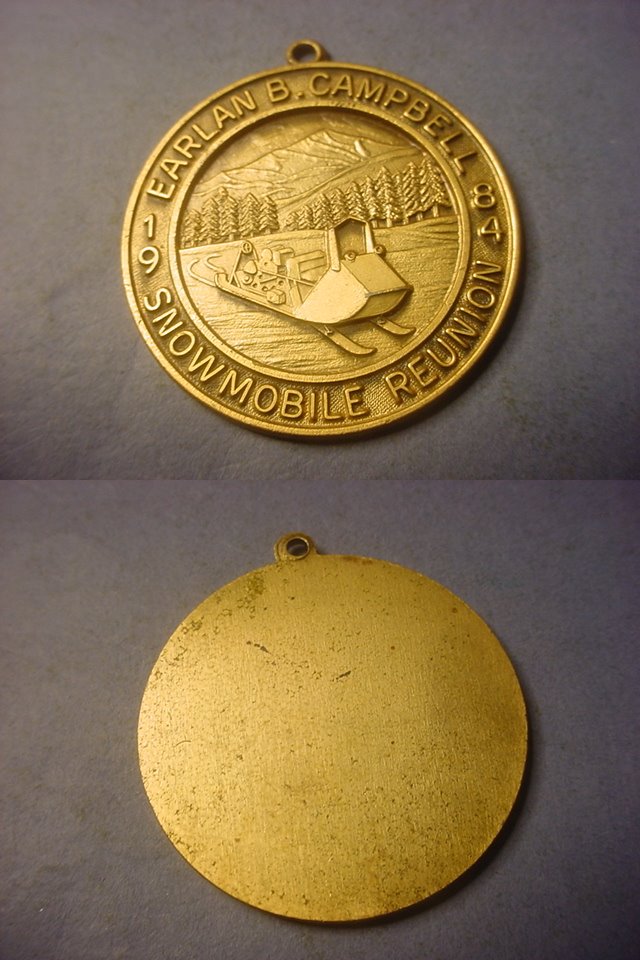 EARLAN B. CAMPBELL
19 84
SNOWMOBILE REUNION